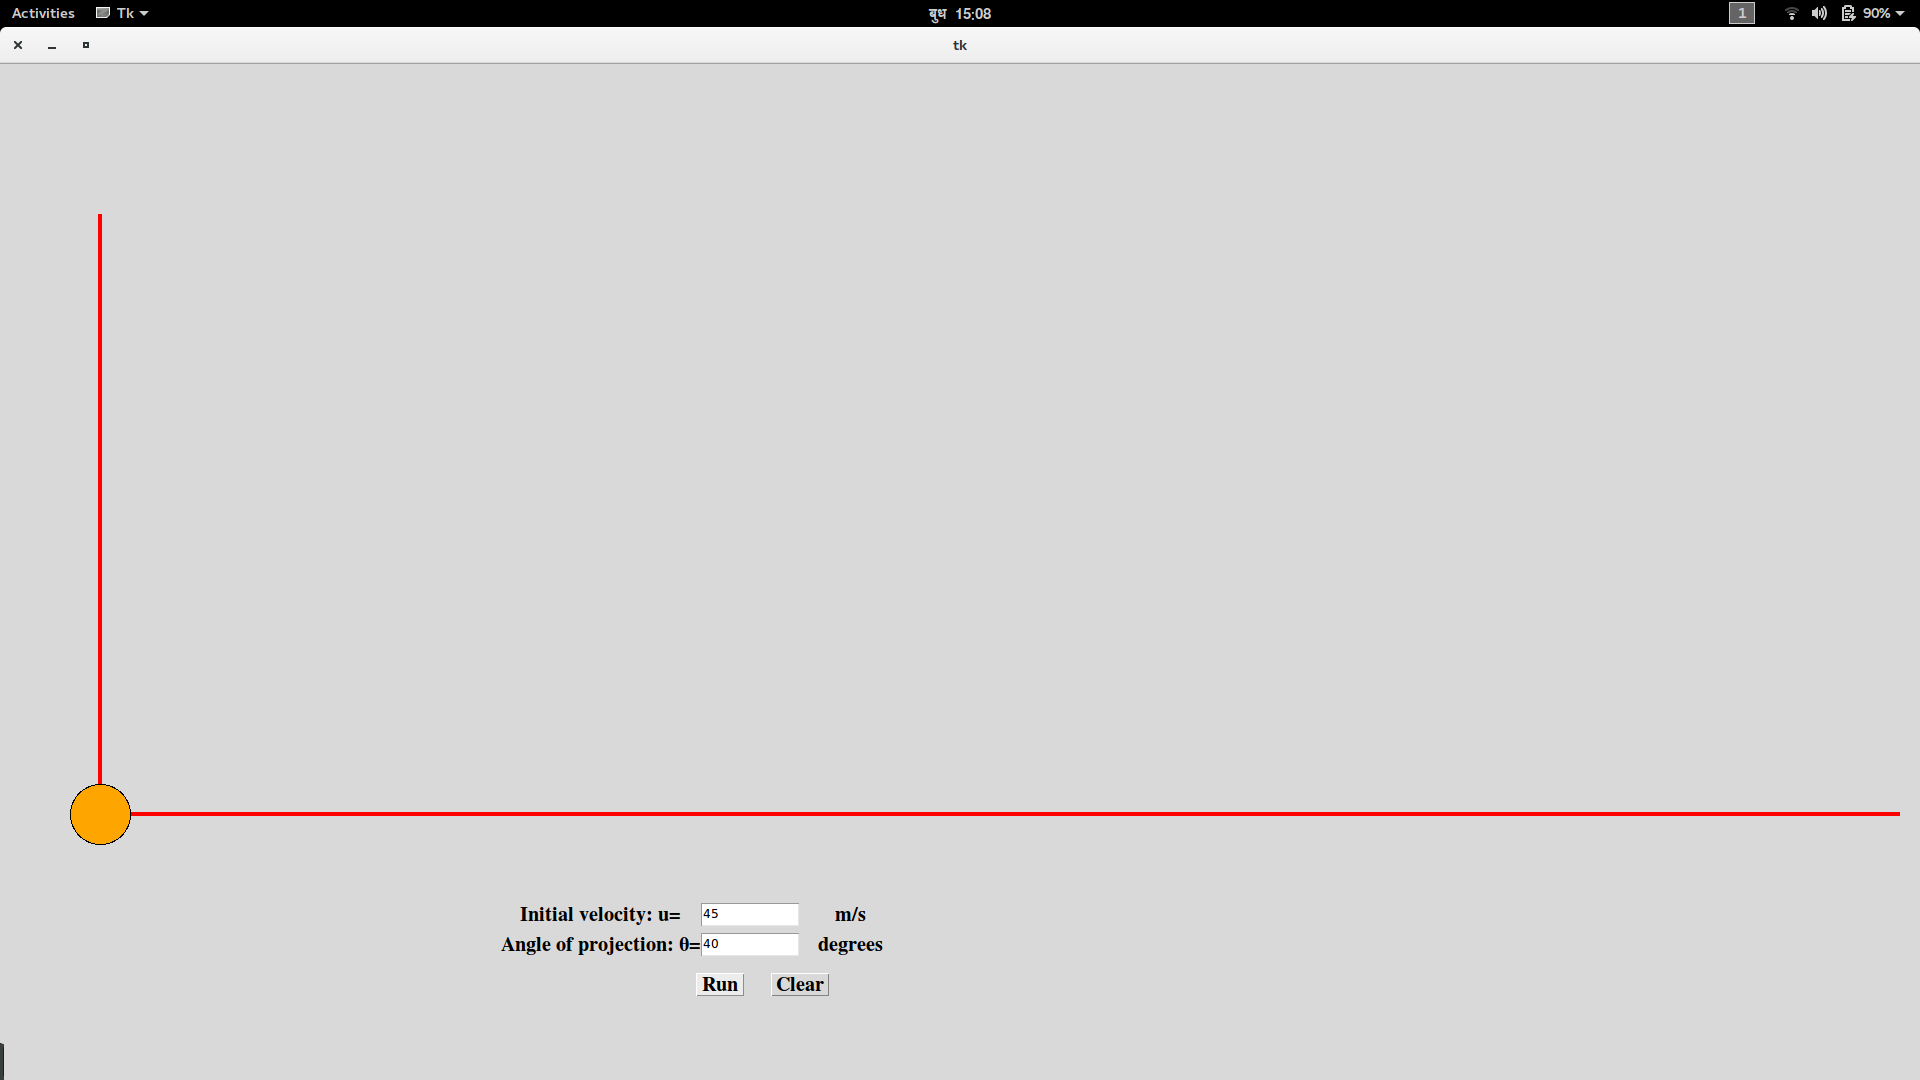 Activities Tk बुध 15:08 1 90%
tk
Initial velocity: u= 45 m/s
Angle of projection: θ= 40 degrees
Run Clear